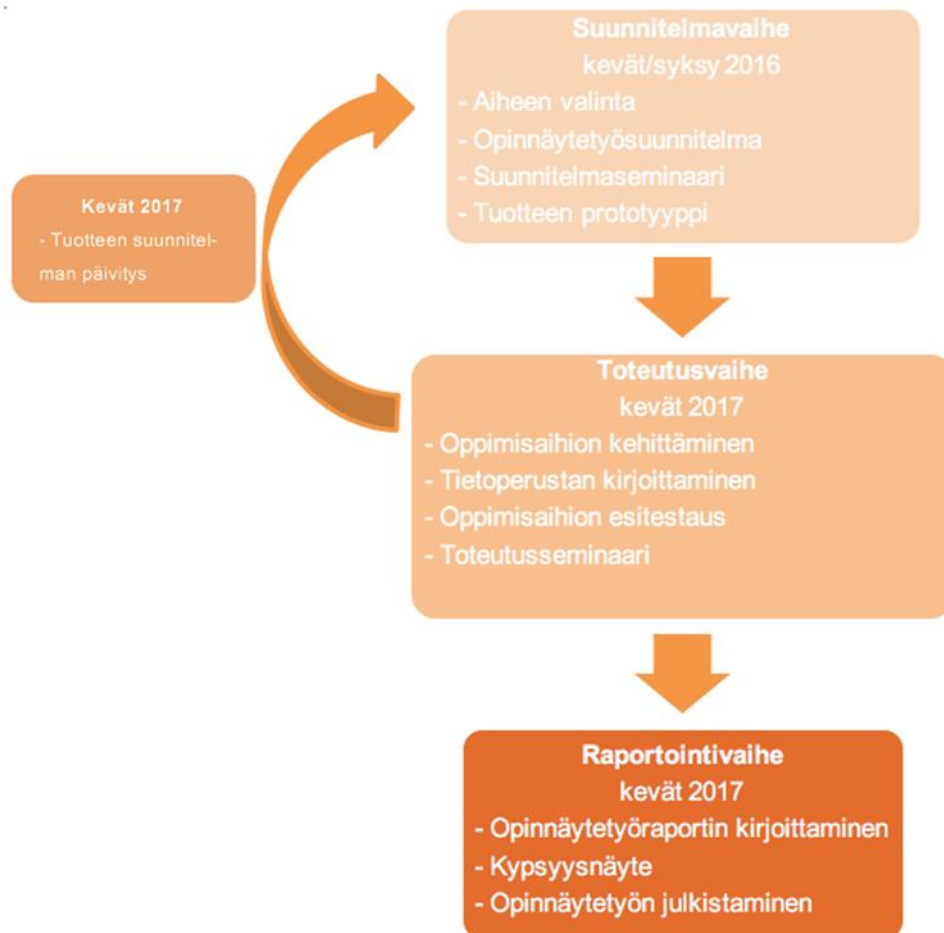 Suunnitelmavaihe
kevät/syksy 2016
- Aiheen valinta
- Opinnäytetyösuunnitelma
- Suunnitelmaseminaari
- Tuotteen prototyyppi
Kevät 2017
- Tuotteen suunnitel-
man päivitys
Toteutusvaihe
kevät 2017
- Oppimisaihion kehittäminen
- Tietoperustan kirjoittaminen
- Oppimisaihion esitestaus
- Toteutusseminaari
Raportointivaihe
kevät 2017
- Opinnäytetyöraportin kirjoittaminen
- Kypsyysnäyte
- Opinnäytetyön julkistaminen